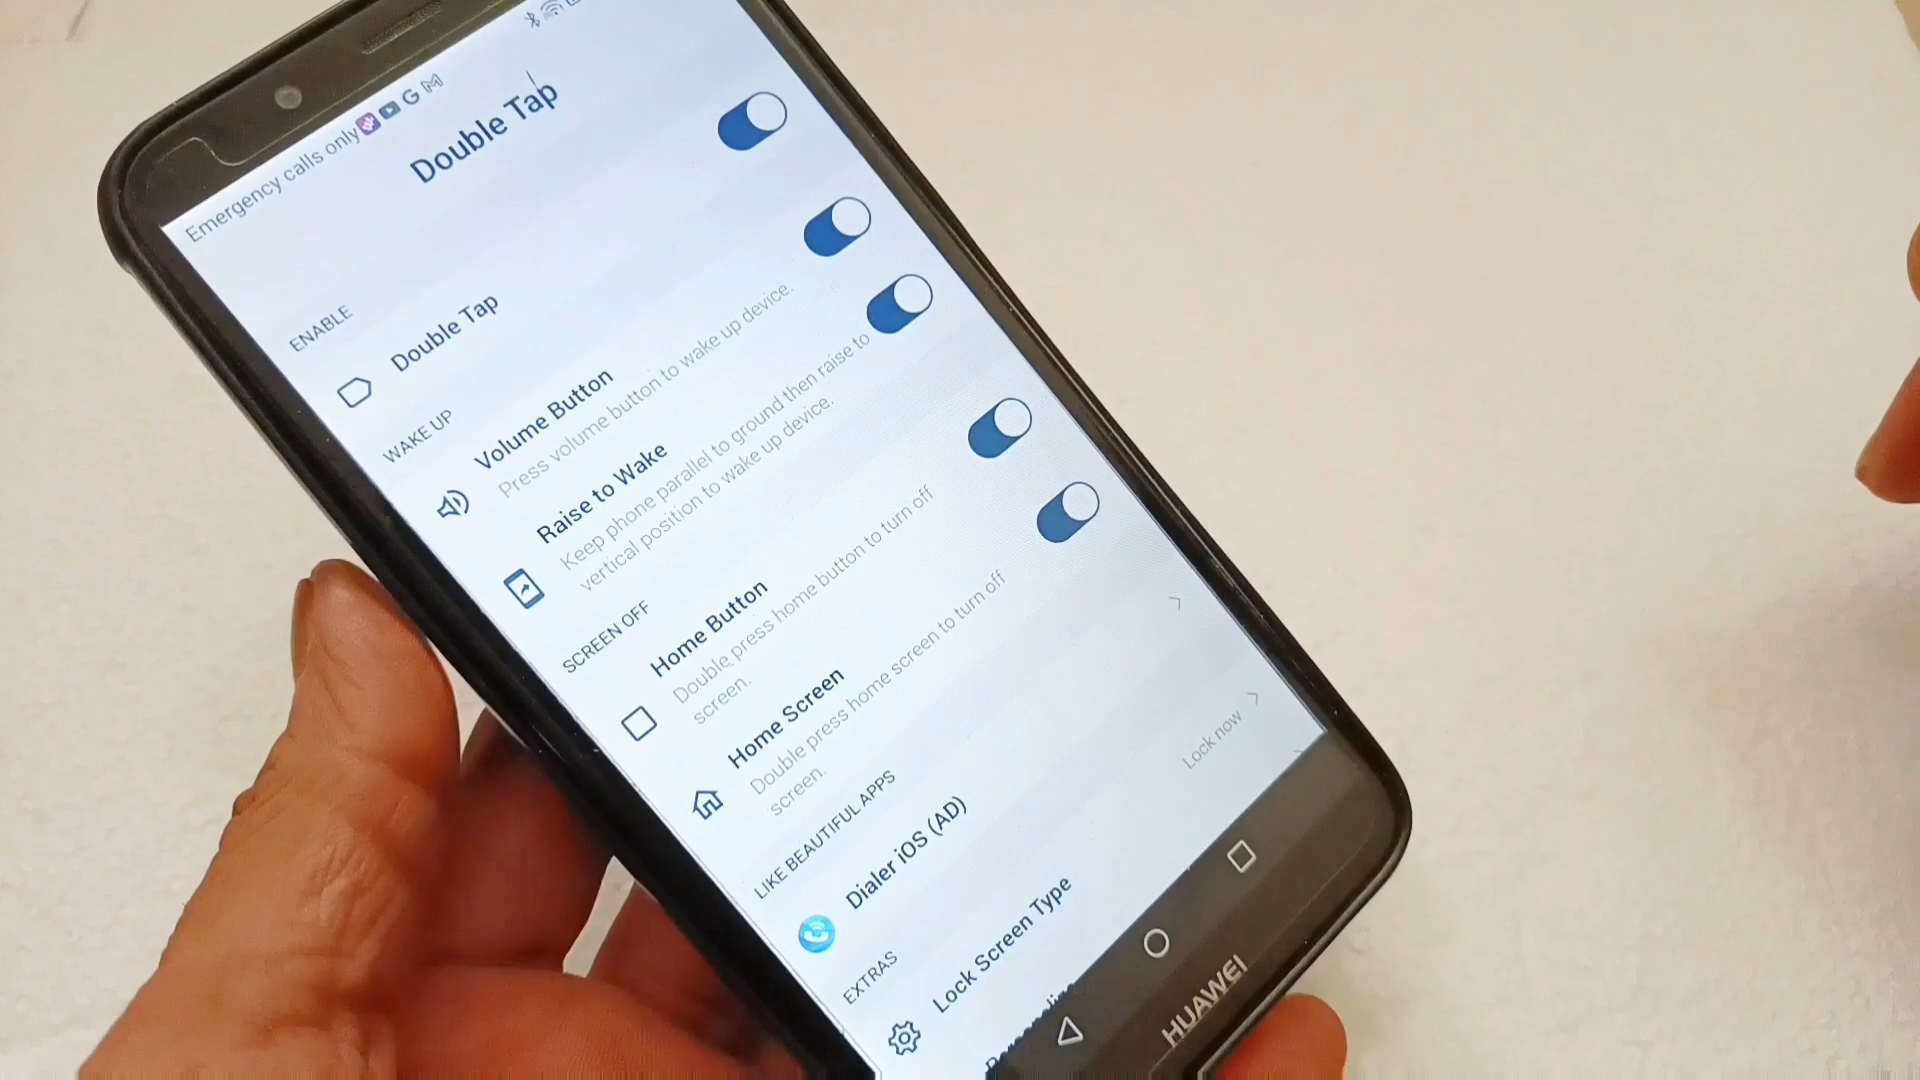 Emergency calls only
Double Tap
ENABLE
Double Tap
WAKE UP
Volume Button
Press volume button to wake up device.
Raise to Wake
Keep phone parallel to ground then raise to
vertical position to wake up device.
SCREEN OFF
Home Button
Double press home button to turn off
screen.
Home Screen
Double press home screen to turn off
screen.
LIKE BEAUTIFUL APPS
Dialer iOS (AD)
EXTRAS
Lock Screen Type
Lock now
HUAWEI